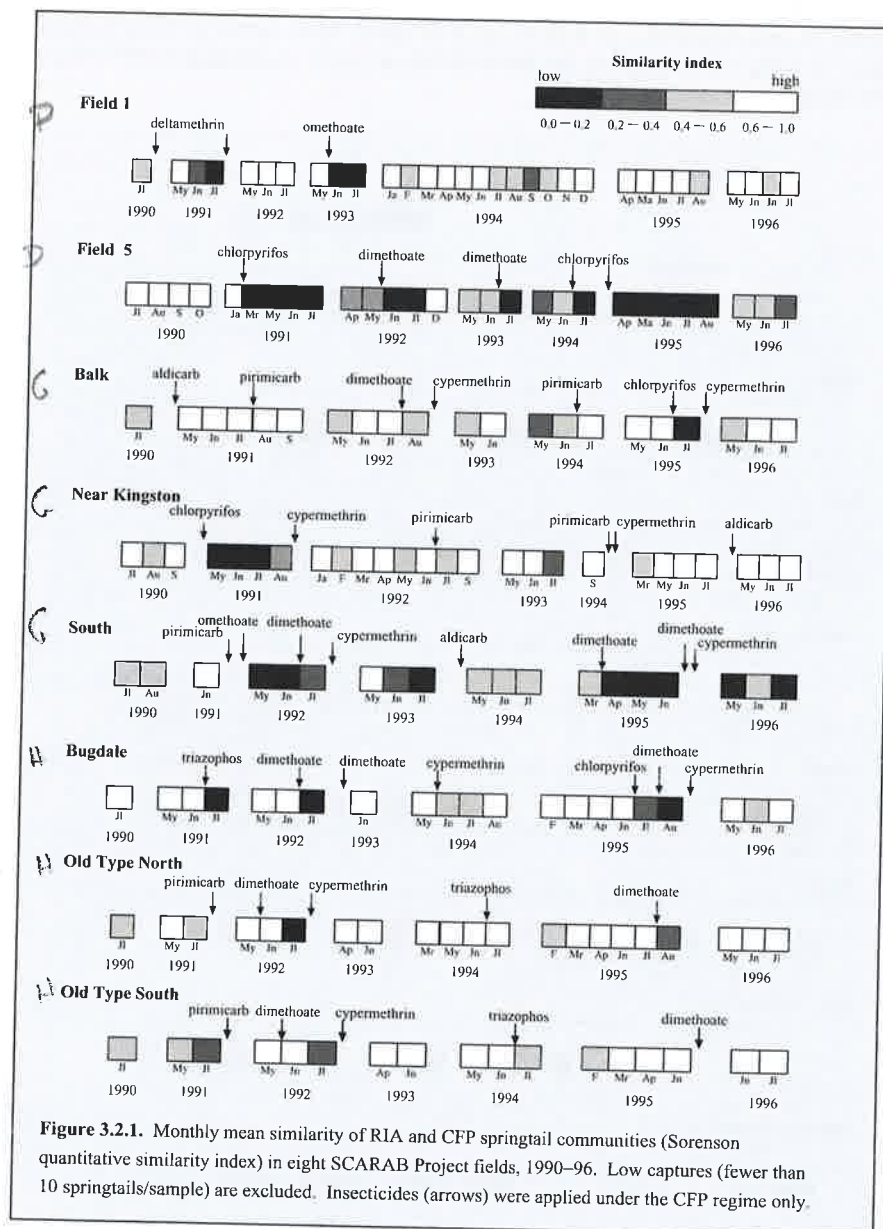 Similarity index
low high
0.0 – 0.2 0.2 – 0.4 0.4 – 0.6 0.6 – 1.0
Field 1
deltamethrin omethoate
Jl My Jn Jl My Jn Jl My Jn Jl Ja F Mr Ap My Jn Jl Au S O N D Ap Ma Jn Jl Au My Jn Jn Jl
1990 1991 1992 1993 1994 1995 1996
Field 5
chlorpyrifos dimethoate dimethoate chlorpyrifos
Jl Au S O Ja Mr My Jn Jl Ap My Jn Jl D My Jn Jl My Jn Jl Ap Ma Jn Jl Au My Jn Jl
1990 1991 1992 1993 1994 1995 1996
Balk
aldicarb pirimicarb dimethoate cypermethrin pirimicarb chlorpyrifos cypermethrin
Jl My Jn Jl Au S My Jn Jl Au My Jn My Jn Jl My Jn Jl My Jn Jl
1990 1991 1992 1993 1994 1995 1996
Near Kingston
chlorpyrifos cypermethrin pirimicarb pirimicarb cypermethrin aldicarb
Jl Au S My Jn Jl Au Ja F Mr Ap My Jn Jl S My Jn Jl S Mr My Jn Jl My Jn Jl
1990 1991 1992 1993 1994 1995 1996
South
pirimicarb omethoate dimethoate cypermethrin aldicarb dimethoate dimethoate cypermethrin
Jl Au Jn My Jn Jl My Jn Jl My Jn Jl Mr Ap My Jn My Jn Jl
1990 1991 1992 1993 1994 1995 1996
Bugdale
triazophos dimethoate dimethoate cypermethrin chlorpyrifos dimethoate cypermethrin
Jl My Jn Jl My Jn Jl Jn My Jn Jl Au F Mr Ap Jn Jl Au My Jn Jl
1990 1991 1992 1993 1994 1995 1996
Old Type North
pirimicarb dimethoate cypermethrin triazophos dimethoate
Jl My Jl My Jn Jl Ap Jn Mr My Jn Jl F Mr Ap Jn Jl Au My Jn Jl
1990 1991 1992 1993 1994 1995 1996
Old Type South
pirimicarb dimethoate cypermethrin triazophos dimethoate
Jl My Jl My Jn Jl Ap Jn My Jn Jl F Mr Ap Jn Jn Jl
1990 1991 1992 1993 1994 1995 1996
Figure 3.2.1. Monthly mean similarity of RIA and CFP springtail communities (Sorenson
quantitative similarity index) in eight SCARAB Project fields, 1990–96. Low captures (fewer than
10 springtails/sample) are excluded. Insecticides (arrows) were applied under the CFP regime only.